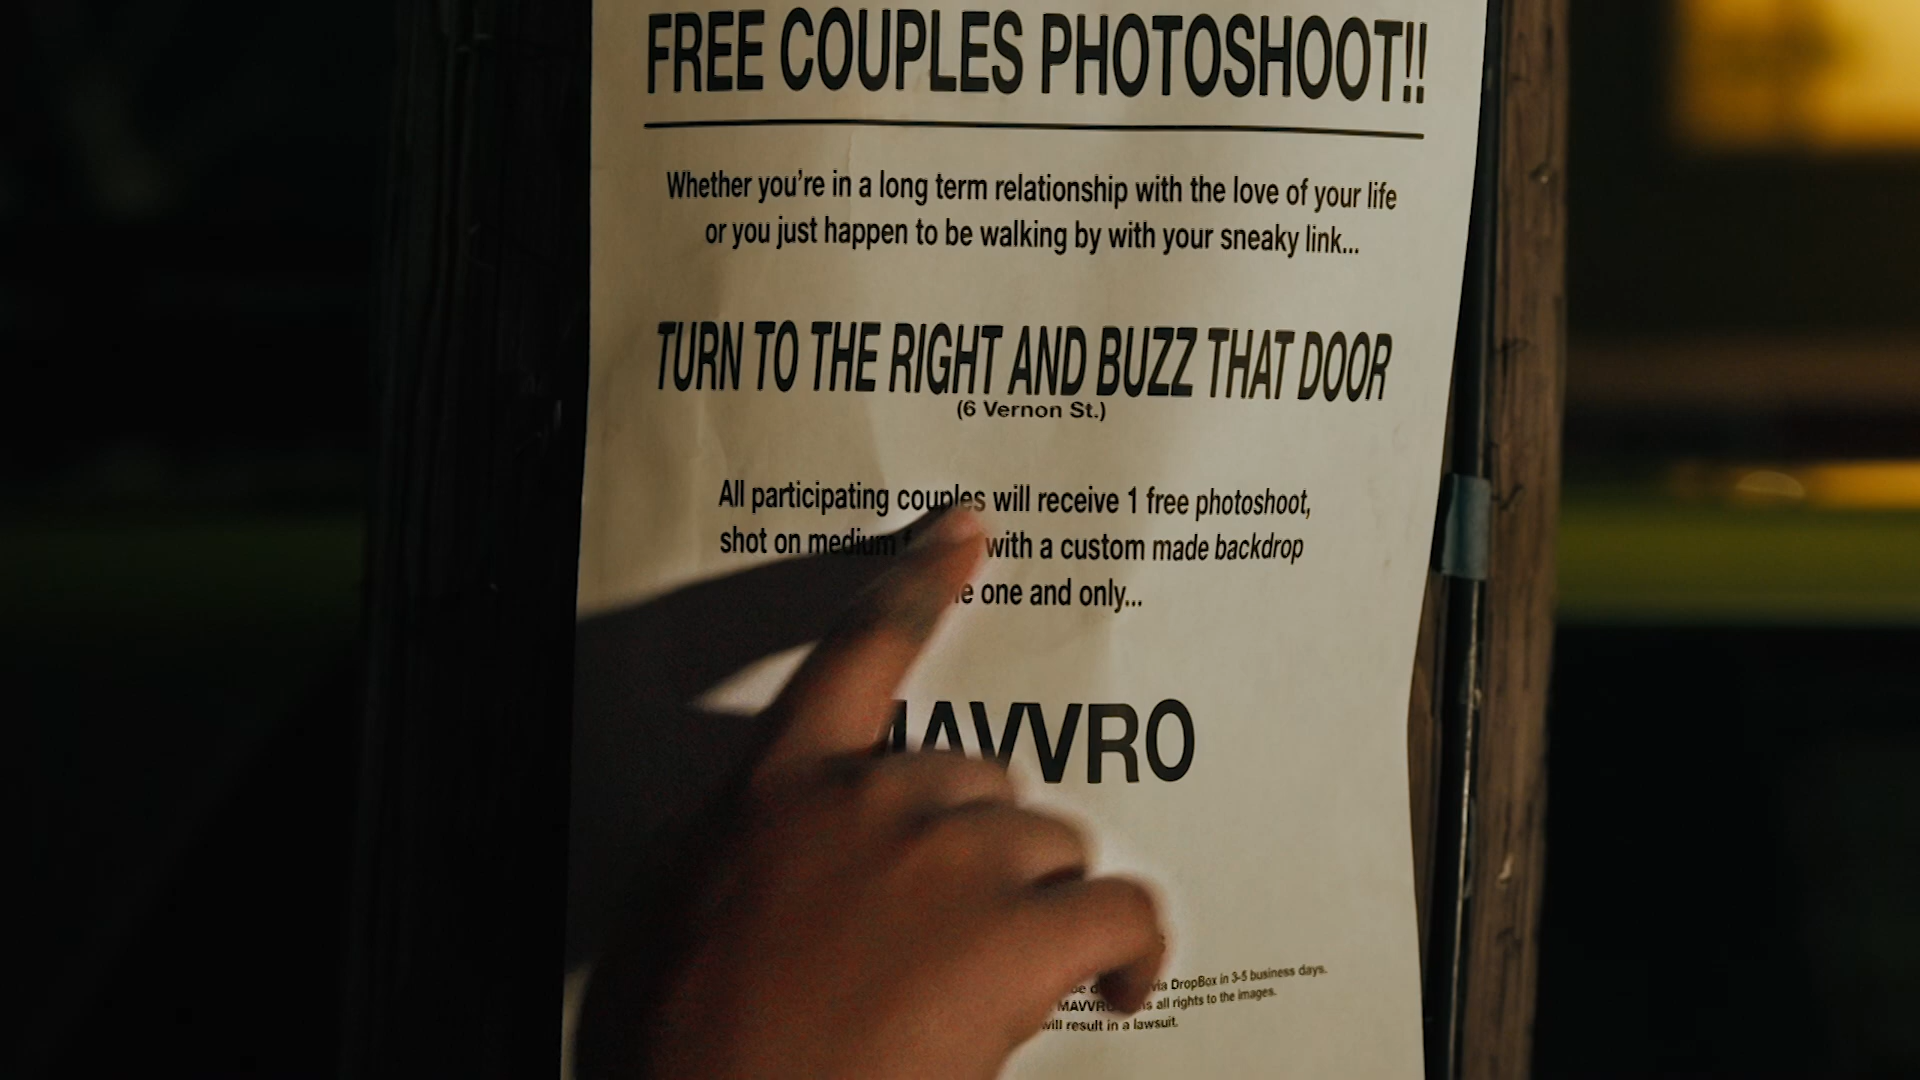 FREE COUPLES PHOTOSHOOT!!
Whether you're in a long term relationship with the love of your life
or you just happen to be walking by with your sneaky link...
TURN TO THE RIGHT AND BUZZ THAT DOOR
(6 Vernon St.)
All participating couples will receive 1 free photoshoot,
shot on medium with a custom made backdrop
one and only...
MAVVRO
via DropBox in 3-5 business days.
MAVVRO all rights to the images.
will result in a lawsuit.